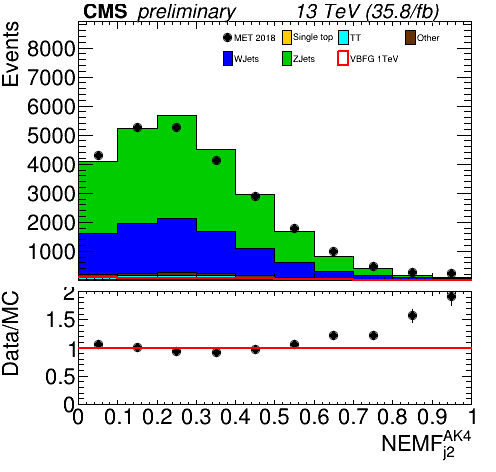 CMS preliminary 13 TeV (35.8/fb)
Events
8000
7000
6000
5000
4000
3000
2000
1000
MET 2018 Single top TT Other
WJets ZJets VBFG 1TeV
Data/MC
2
1.5
1
0.5
0
0 0.1 0.2 0.3 0.4 0.5 0.6 0.7 0.8 0.9 1
NEMF_{j2}^{AK4}